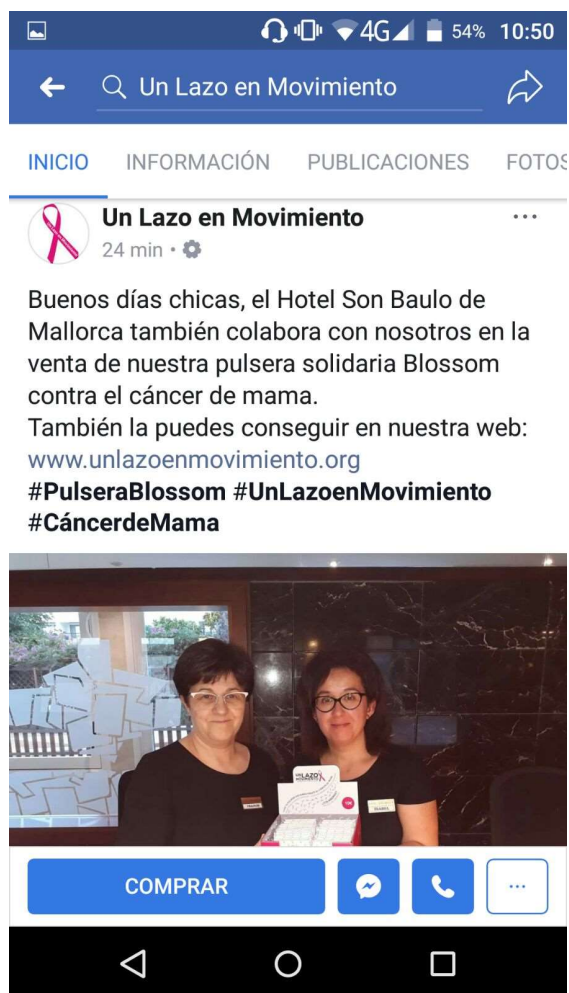 4G 54% 10:50
Un Lazo en Movimiento
INICIO INFORMACIÓN PUBLICACIONES FOTOS
Un Lazo en Movimiento
24 min
Buenos días chicas, el Hotel Son Baulo de
Mallorca también colabora con nosotros en la
venta de nuestra pulsera solidaria Blossom
contra el cáncer de mama.
También la puedes conseguir en nuestra web:
www.unlazoenmovimiento.org
#PulseraBlossom #UnLazoenMovimiento
#CáncerdeMama
UN LAZO
COMPRAR